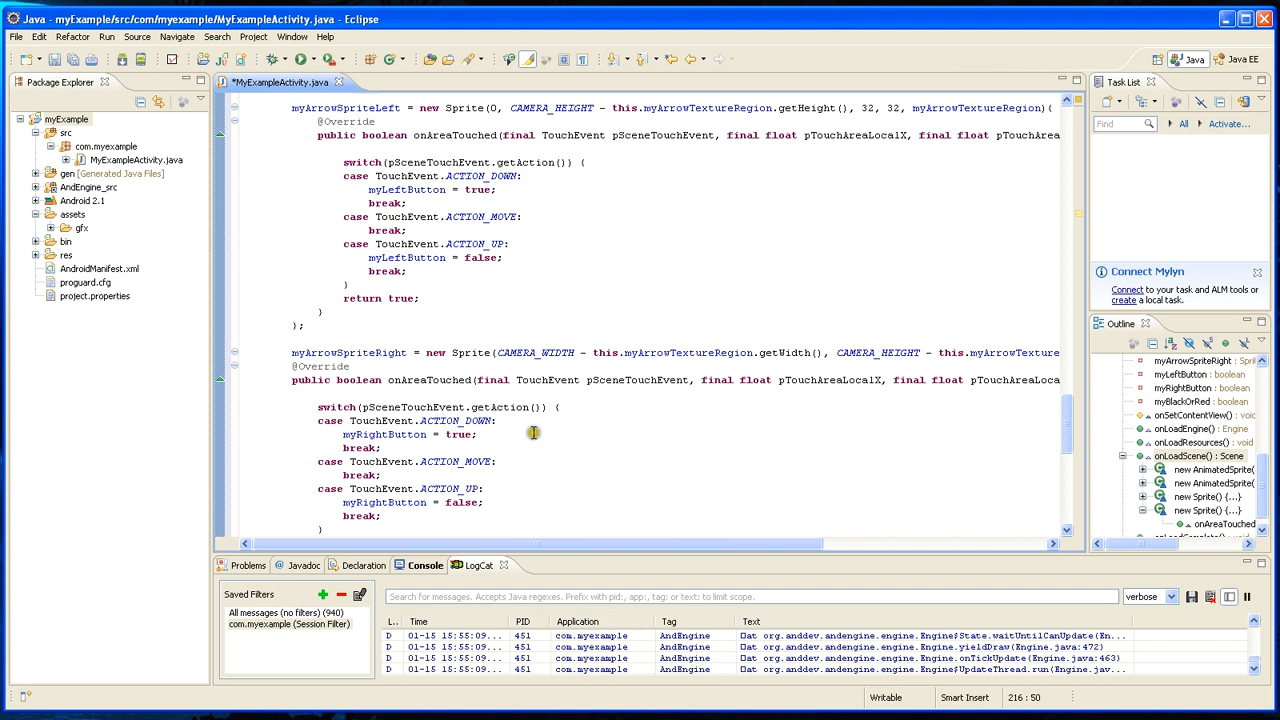 Java - myExample/src/com/myexample/MyExampleActivity.java - Eclipse
File Edit Refactor Run Source Navigate Search Project Window Help
Java Java EE
Package Explorer
myExample
src
com.myexample
MyExampleActivity.java
gen [Generated Java Files]
AndEngine_src
Android 2.1
assets
gfx
bin
res
AndroidManifest.xml
proguard.cfg
project.properties
*MyExampleActivity.java
myArrowSpriteLeft = new Sprite(0, CAMERA_HEIGHT - this.myArrowTextureRegion.getHeight(), 32, 32, myArrowTextureRegion){
@Override
public boolean onAreaTouched(final TouchEvent pSceneTouchEvent, final float pTouchAreaLocalX, final float pTouchArea
switch(pSceneTouchEvent.getAction()) {
case TouchEvent.ACTION_DOWN:
myLeftButton = true;
break;
case TouchEvent.ACTION_MOVE:
break;
case TouchEvent.ACTION_UP:
myLeftButton = false;
break;
}
return true;
}
};
myArrowSpriteRight = new Sprite(CAMERA_WIDTH - this.myArrowTextureRegion.getWidth(), CAMERA_HEIGHT - this.myArrowTexture
@Override
public boolean onAreaTouched(final TouchEvent pSceneTouchEvent, final float pTouchAreaLocalX, final float pTouchAreaLoca
switch(pSceneTouchEvent.getAction()) {
case TouchEvent.ACTION_DOWN:
myRightButton = true;
break;
case TouchEvent.ACTION_MOVE:
break;
case TouchEvent.ACTION_UP:
myRightButton = false;
break;
}
Task List
Find All Activate...
Connect Mylyn
Connect to your task and ALM tools or
create a local task.
Outline
myArrowSpriteRight : Sprit
myLeftButton : boolean
myRightButton : boolean
myBlackOrRed : boolean
onSetContentView() : void
onLoadEngine() : Engine
onLoadResources() : void
onLoadScene() : Scene
new AnimatedSprite(
new AnimatedSprite(
new Sprite() {...}
new Sprite() {...}
onAreaTouched
Problems Javadoc Declaration Console LogCat
Saved Filters
All messages (no filters) (940)
com.myexample (Session Filter)
Search for messages. Accepts Java regexes. Prefix with pid:, app:, tag: or text: to limit scope.
verbose
L.. Time PID Application Tag Text
D 01-15 15:55:09... 451 com.myexample AndEngine at org.anddev.andengine.engine.Engine$State.waitUntilCanUpdate(En...
D 01-15 15:55:09... 451 com.myexample AndEngine at org.anddev.andengine.engine.Engine.yieldDraw(Engine.java:472)
D 01-15 15:55:09... 451 com.myexample AndEngine at org.anddev.andengine.engine.Engine.onTickUpdate(Engine.java:463)
D 01-15 15:55:09... 451 com.myexample AndEngine at org.anddev.andengine.engine.Engine$UpdateThread.run(Engine.jav...
Writable Smart Insert 216 : 50